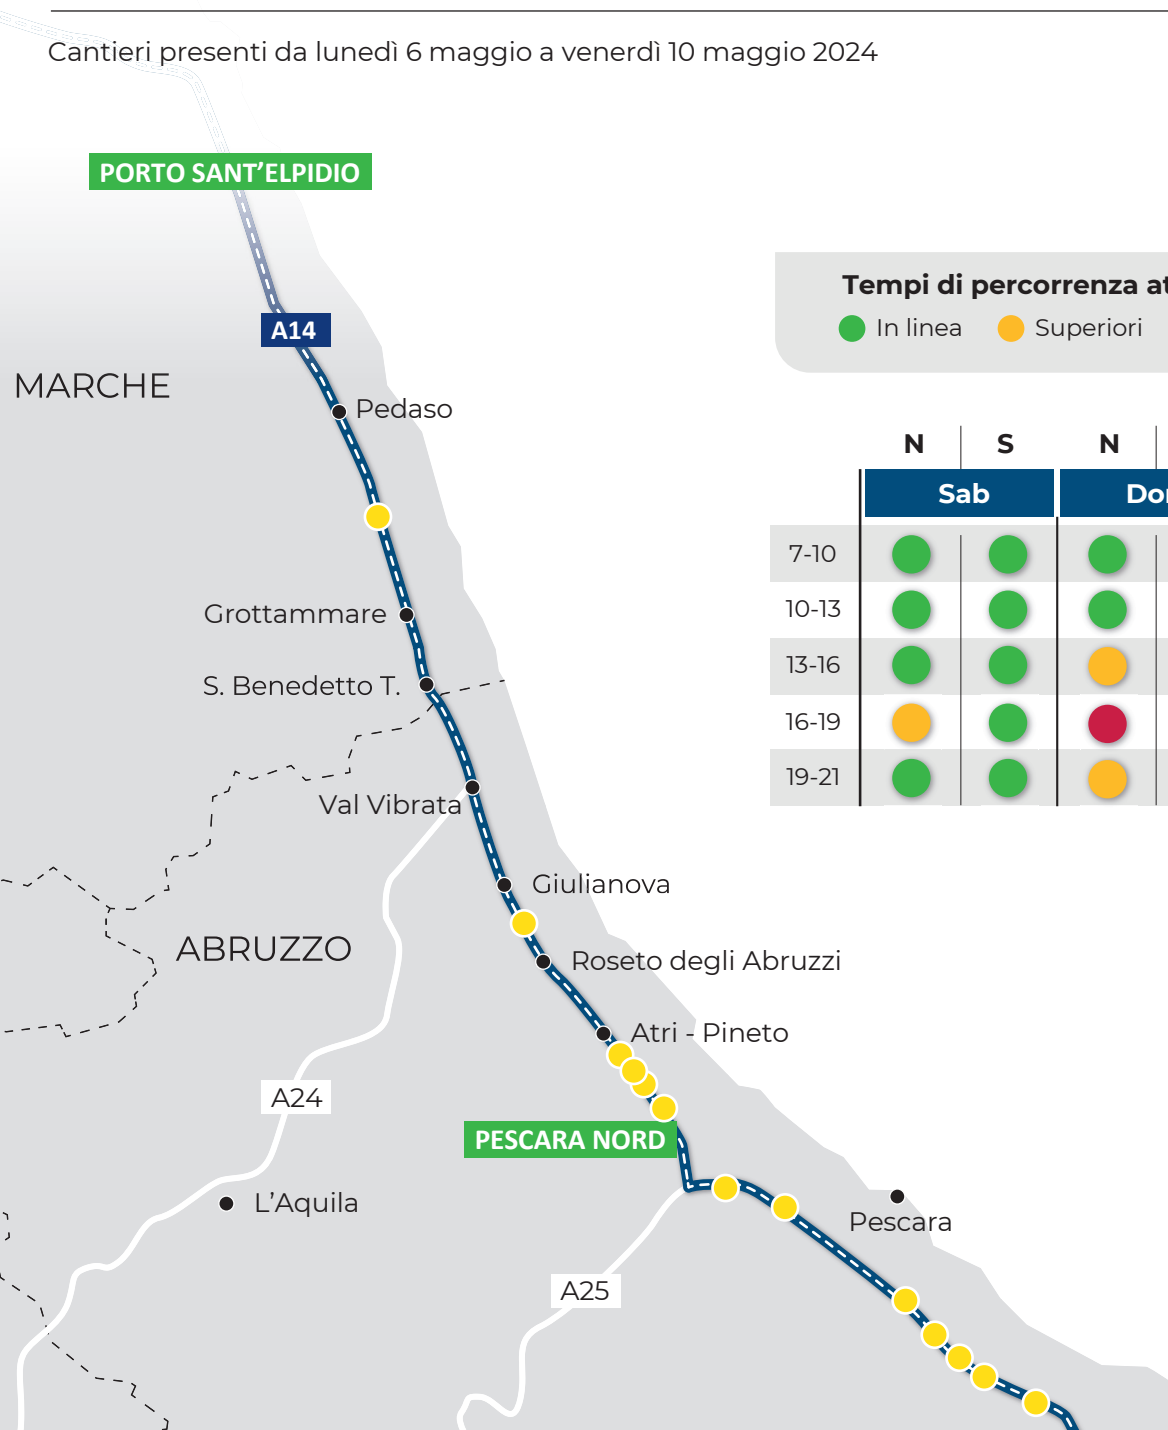 Cantieri presenti da lunedì 6 maggio a venerdì 10 maggio 2024
PORTO SANT’ELPIDIO
A14
MARCHE
Pedaso
Grottammare
S. Benedetto T.
Val Vibrata
Giulianova
ABRUZZO
Roseto degli Abruzzi
Atri - Pineto
A24
PESCARA NORD
L’Aquila
Pescara
A25
Tempi di percorrenza at
In linea Superiori
N S N
Sab Do
7-10
10-13
13-16
16-19
19-21